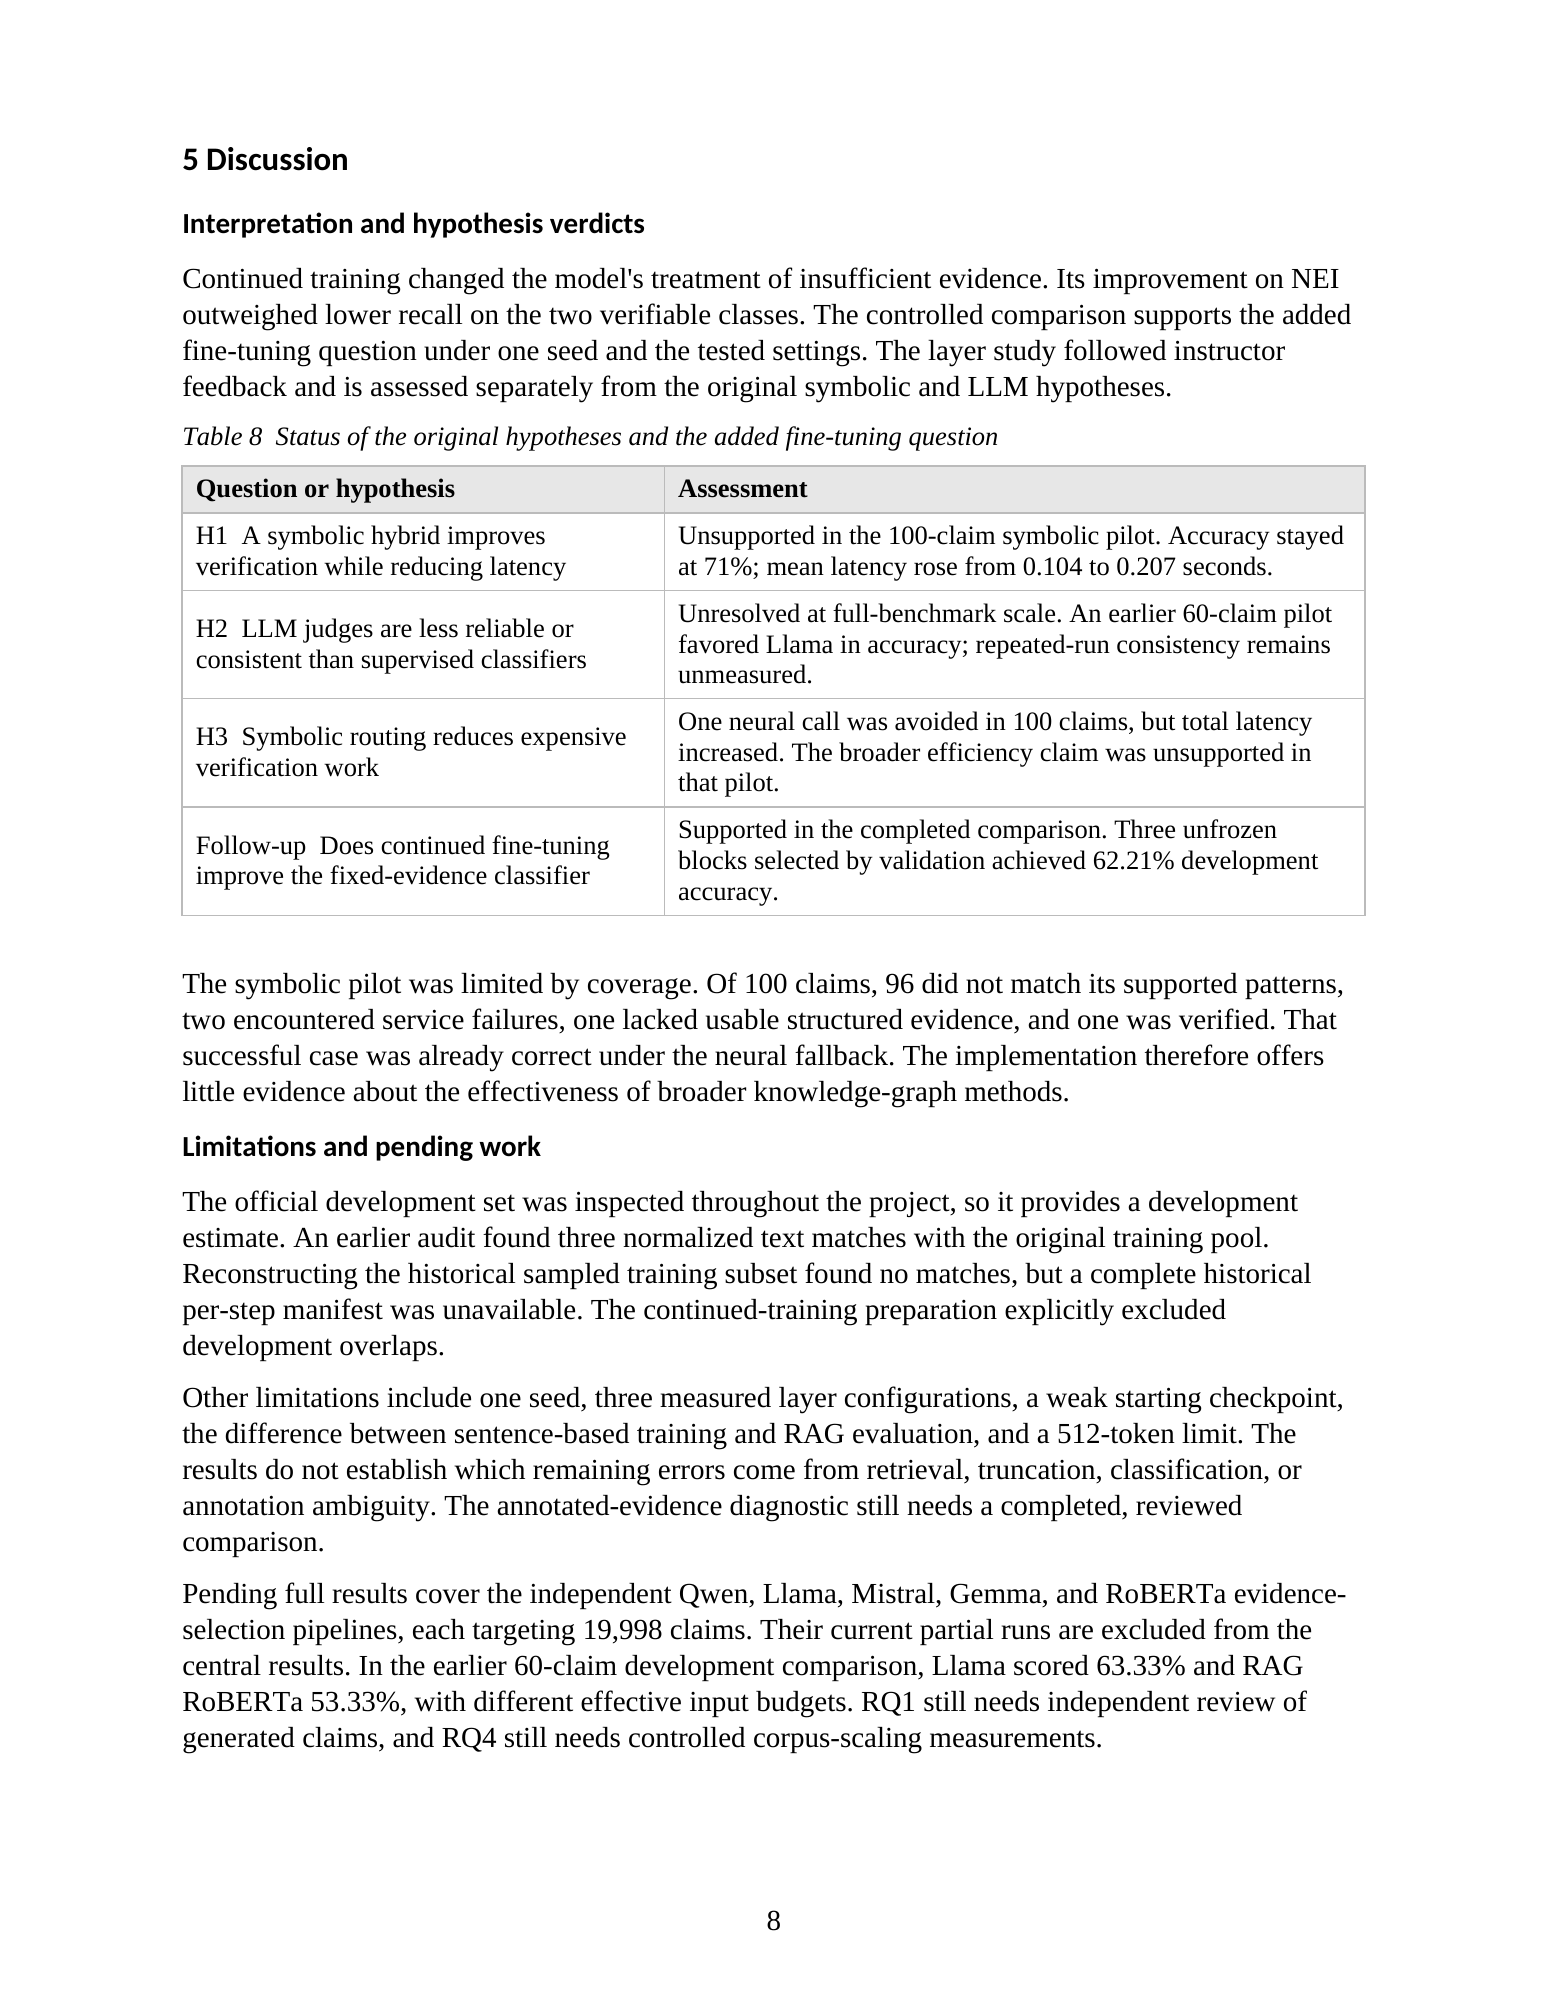 5 Discussion
Interpretation and hypothesis verdicts
Continued training changed the model's treatment of insufficient evidence. Its improvement on NEI
outweighed lower recall on the two verifiable classes. The controlled comparison supports the added
fine-tuning question under one seed and the tested settings. The layer study followed instructor
feedback and is assessed separately from the original symbolic and LLM hypotheses.
Table 8  Status of the original hypotheses and the added fine-tuning question
Question or hypothesis
Assessment
H1  A symbolic hybrid improves
verification while reducing latency
Unsupported in the 100-claim symbolic pilot. Accuracy stayed
at 71%; mean latency rose from 0.104 to 0.207 seconds.
H2  LLM judges are less reliable or
consistent than supervised classifiers
Unresolved at full-benchmark scale. An earlier 60-claim pilot
favored Llama in accuracy; repeated-run consistency remains
unmeasured.
H3  Symbolic routing reduces expensive
verification work
One neural call was avoided in 100 claims, but total latency
increased. The broader efficiency claim was unsupported in
that pilot.
Follow-up  Does continued fine-tuning
improve the fixed-evidence classifier
Supported in the completed comparison. Three unfrozen
blocks selected by validation achieved 62.21% development
accuracy.
The symbolic pilot was limited by coverage. Of 100 claims, 96 did not match its supported patterns,
two encountered service failures, one lacked usable structured evidence, and one was verified. That
successful case was already correct under the neural fallback. The implementation therefore offers
little evidence about the effectiveness of broader knowledge-graph methods.
Limitations and pending work
The official development set was inspected throughout the project, so it provides a development
estimate. An earlier audit found three normalized text matches with the original training pool.
Reconstructing the historical sampled training subset found no matches, but a complete historical
per-step manifest was unavailable. The continued-training preparation explicitly excluded
development overlaps.
Other limitations include one seed, three measured layer configurations, a weak starting checkpoint,
the difference between sentence-based training and RAG evaluation, and a 512-token limit. The
results do not establish which remaining errors come from retrieval, truncation, classification, or
annotation ambiguity. The annotated-evidence diagnostic still needs a completed, reviewed
comparison.
Pending full results cover the independent Qwen, Llama, Mistral, Gemma, and RoBERTa evidence-
selection pipelines, each targeting 19,998 claims. Their current partial runs are excluded from the
central results. In the earlier 60-claim development comparison, Llama scored 63.33% and RAG
RoBERTa 53.33%, with different effective input budgets. RQ1 still needs independent review of
generated claims, and RQ4 still needs controlled corpus-scaling measurements.
8